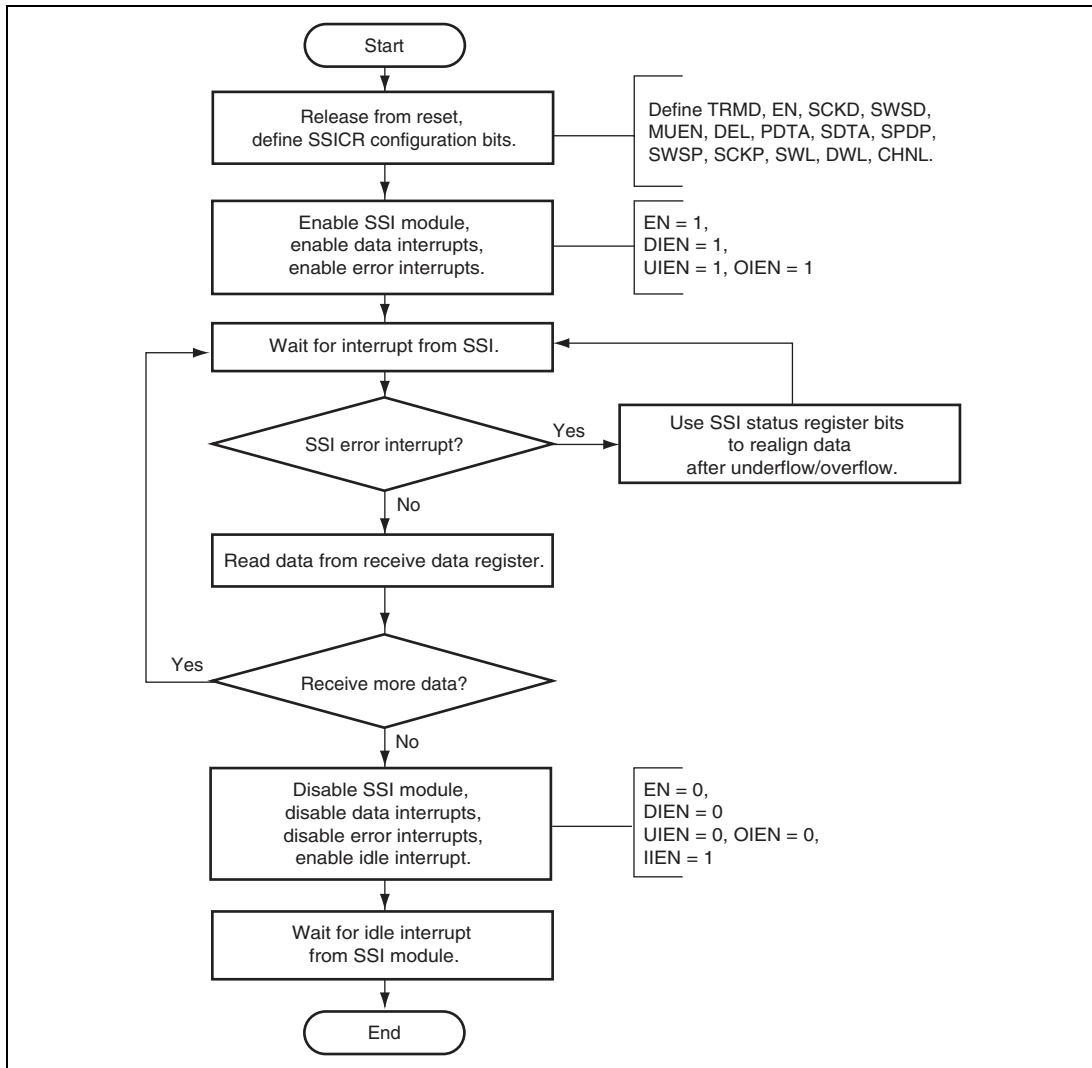 Start
Release from reset,
define SSICR configuration bits.
Define TRMD, EN, SCKD, SWSD,
MUEN, DEL, PDTA, SDTA, SPDP,
SWSP, SCKP, SWL, DWL, CHNL.
Enable SSI module,
enable data interrupts,
enable error interrupts.
EN = 1,
DIEN = 1,
UIEN = 1, OIEN = 1
Wait for interrupt from SSI.
SSI error interrupt?
Yes
Use SSI status register bits
to realign data
after underflow/overflow.
No
Read data from receive data register.
Yes
Receive more data?
No
Disable SSI module,
disable data interrupts,
disable error interrupts,
enable idle interrupt.
EN = 0,
DIEN = 0
UIEN = 0, OIEN = 0,
IIEN = 1
Wait for idle interrupt
from SSI module.
End